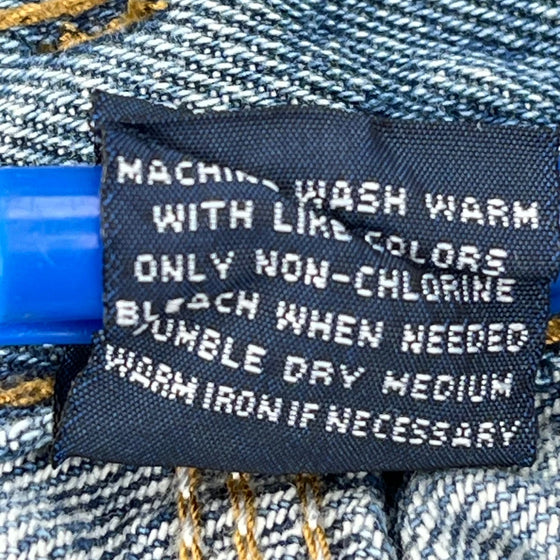 MACHINE WASH WARM
WITH LIKE COLORS
ONLY NON-CHLORINE
BLEACH WHEN NEEDED
TUMBLE DRY MEDIUM
WARM IRON IF NECESSARY